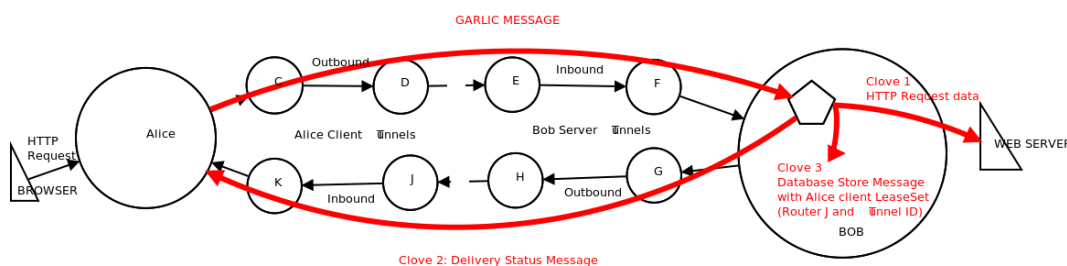 GARLIC MESSAGE
Outbound
Inbound
Clove 1
HTTP Request data
C
D
E
F
HTTP
Request
Alice
Alice Client Tunnels
Bob Server Tunnels
WEB SERVER
BROWSER
K
J
H
G
Inbound
Outbound
Clove 3
Database Store Message
with Alice client LeaseSet
(Router J and Tunnel ID)
BOB
Clove 2: Delivery Status Message